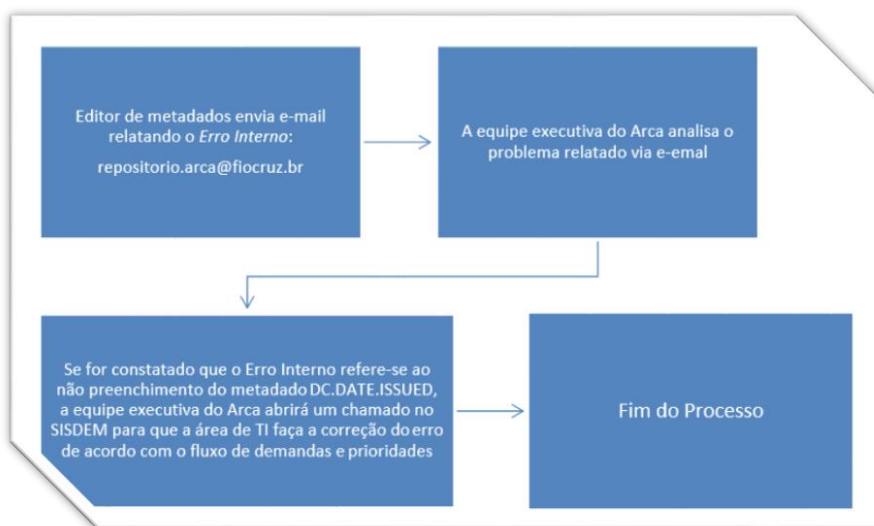 Editor de metadados envia e-mail
relatando o Erro Interno:
repositorio.arca@fiocruz.br
A equipe executiva do Arca analisa o
problema relatado via e-emal
Se for constatado que o Erro Interno refere-se ao
não preenchimento do metadado DC.DATE.ISSUED,
a equipe executiva do Arca abrirá um chamado no
SISDEM para que a área de TI faça a correção do erro
de acordo com o fluxo de demandas e prioridades
Fim do Processo